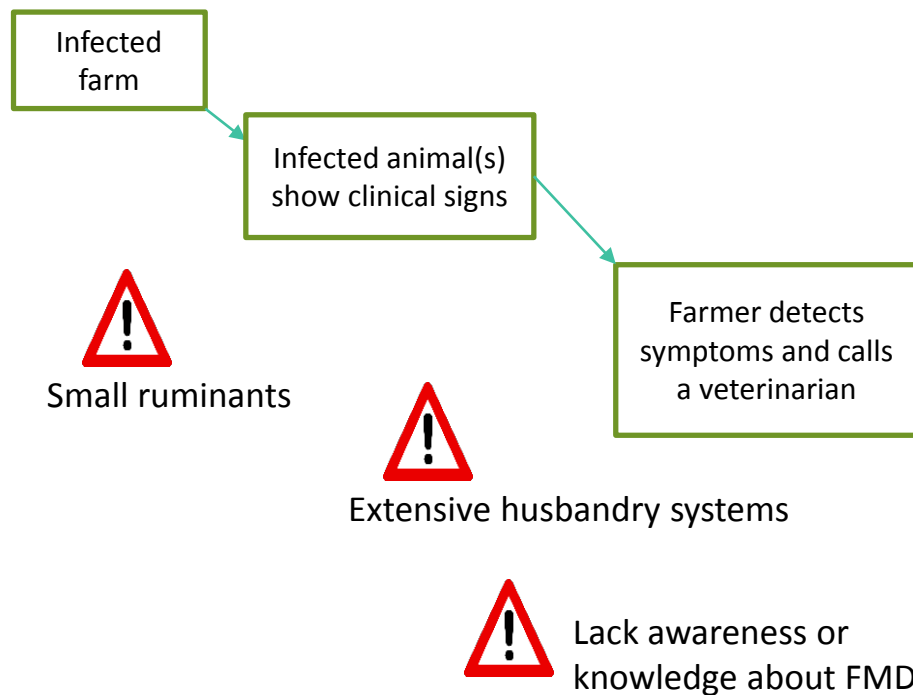 Infected
farm
Infected animal(s)
show clinical signs
Farmer detects
symptoms and calls
a veterinarian
Small ruminants
Extensive husbandry systems
Lack awareness or
knowledge about FMD